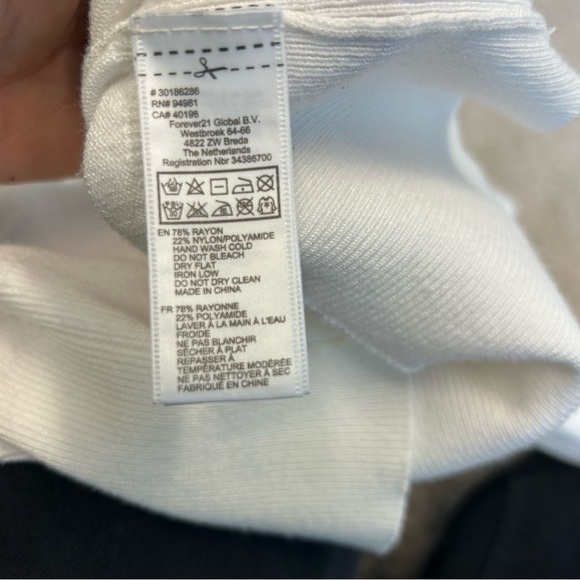 # 30186286
RN# 94981
CA# 40196
Forever21 Global B.V.
Westbroek 64-66
4822 ZW Breda
The Netherlands
Registration Nbr 34386700
EN 78% RAYON
22% NYLON/POLYAMIDE
HAND WASH COLD
DO NOT BLEACH
DRY FLAT
IRON LOW
DO NOT DRY CLEAN
MADE IN CHINA
FR 78% RAYONNE
22% POLYAMIDE
LAVER À LA MAIN À L'EAU
FROIDE
NE PAS BLANCHIR
SÉCHER À PLAT
REPASSER À
TEMPÉRATURE MODÉRÉE
NE PAS NETTOYER À SEC
FABRIQUÉ EN CHINE